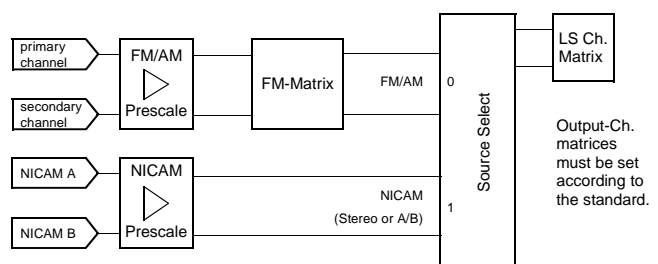 primary
channel
secondary
channel
FM/AM
Prescale
FM-Matrix
FM/AM
0
NICAM A
NICAM B
NICAM
Prescale
NICAM
(Stereo or A/B)
1
Source Select
LS Ch.
Matrix
Output-Ch.
matrices
must be set
according to
the standard.